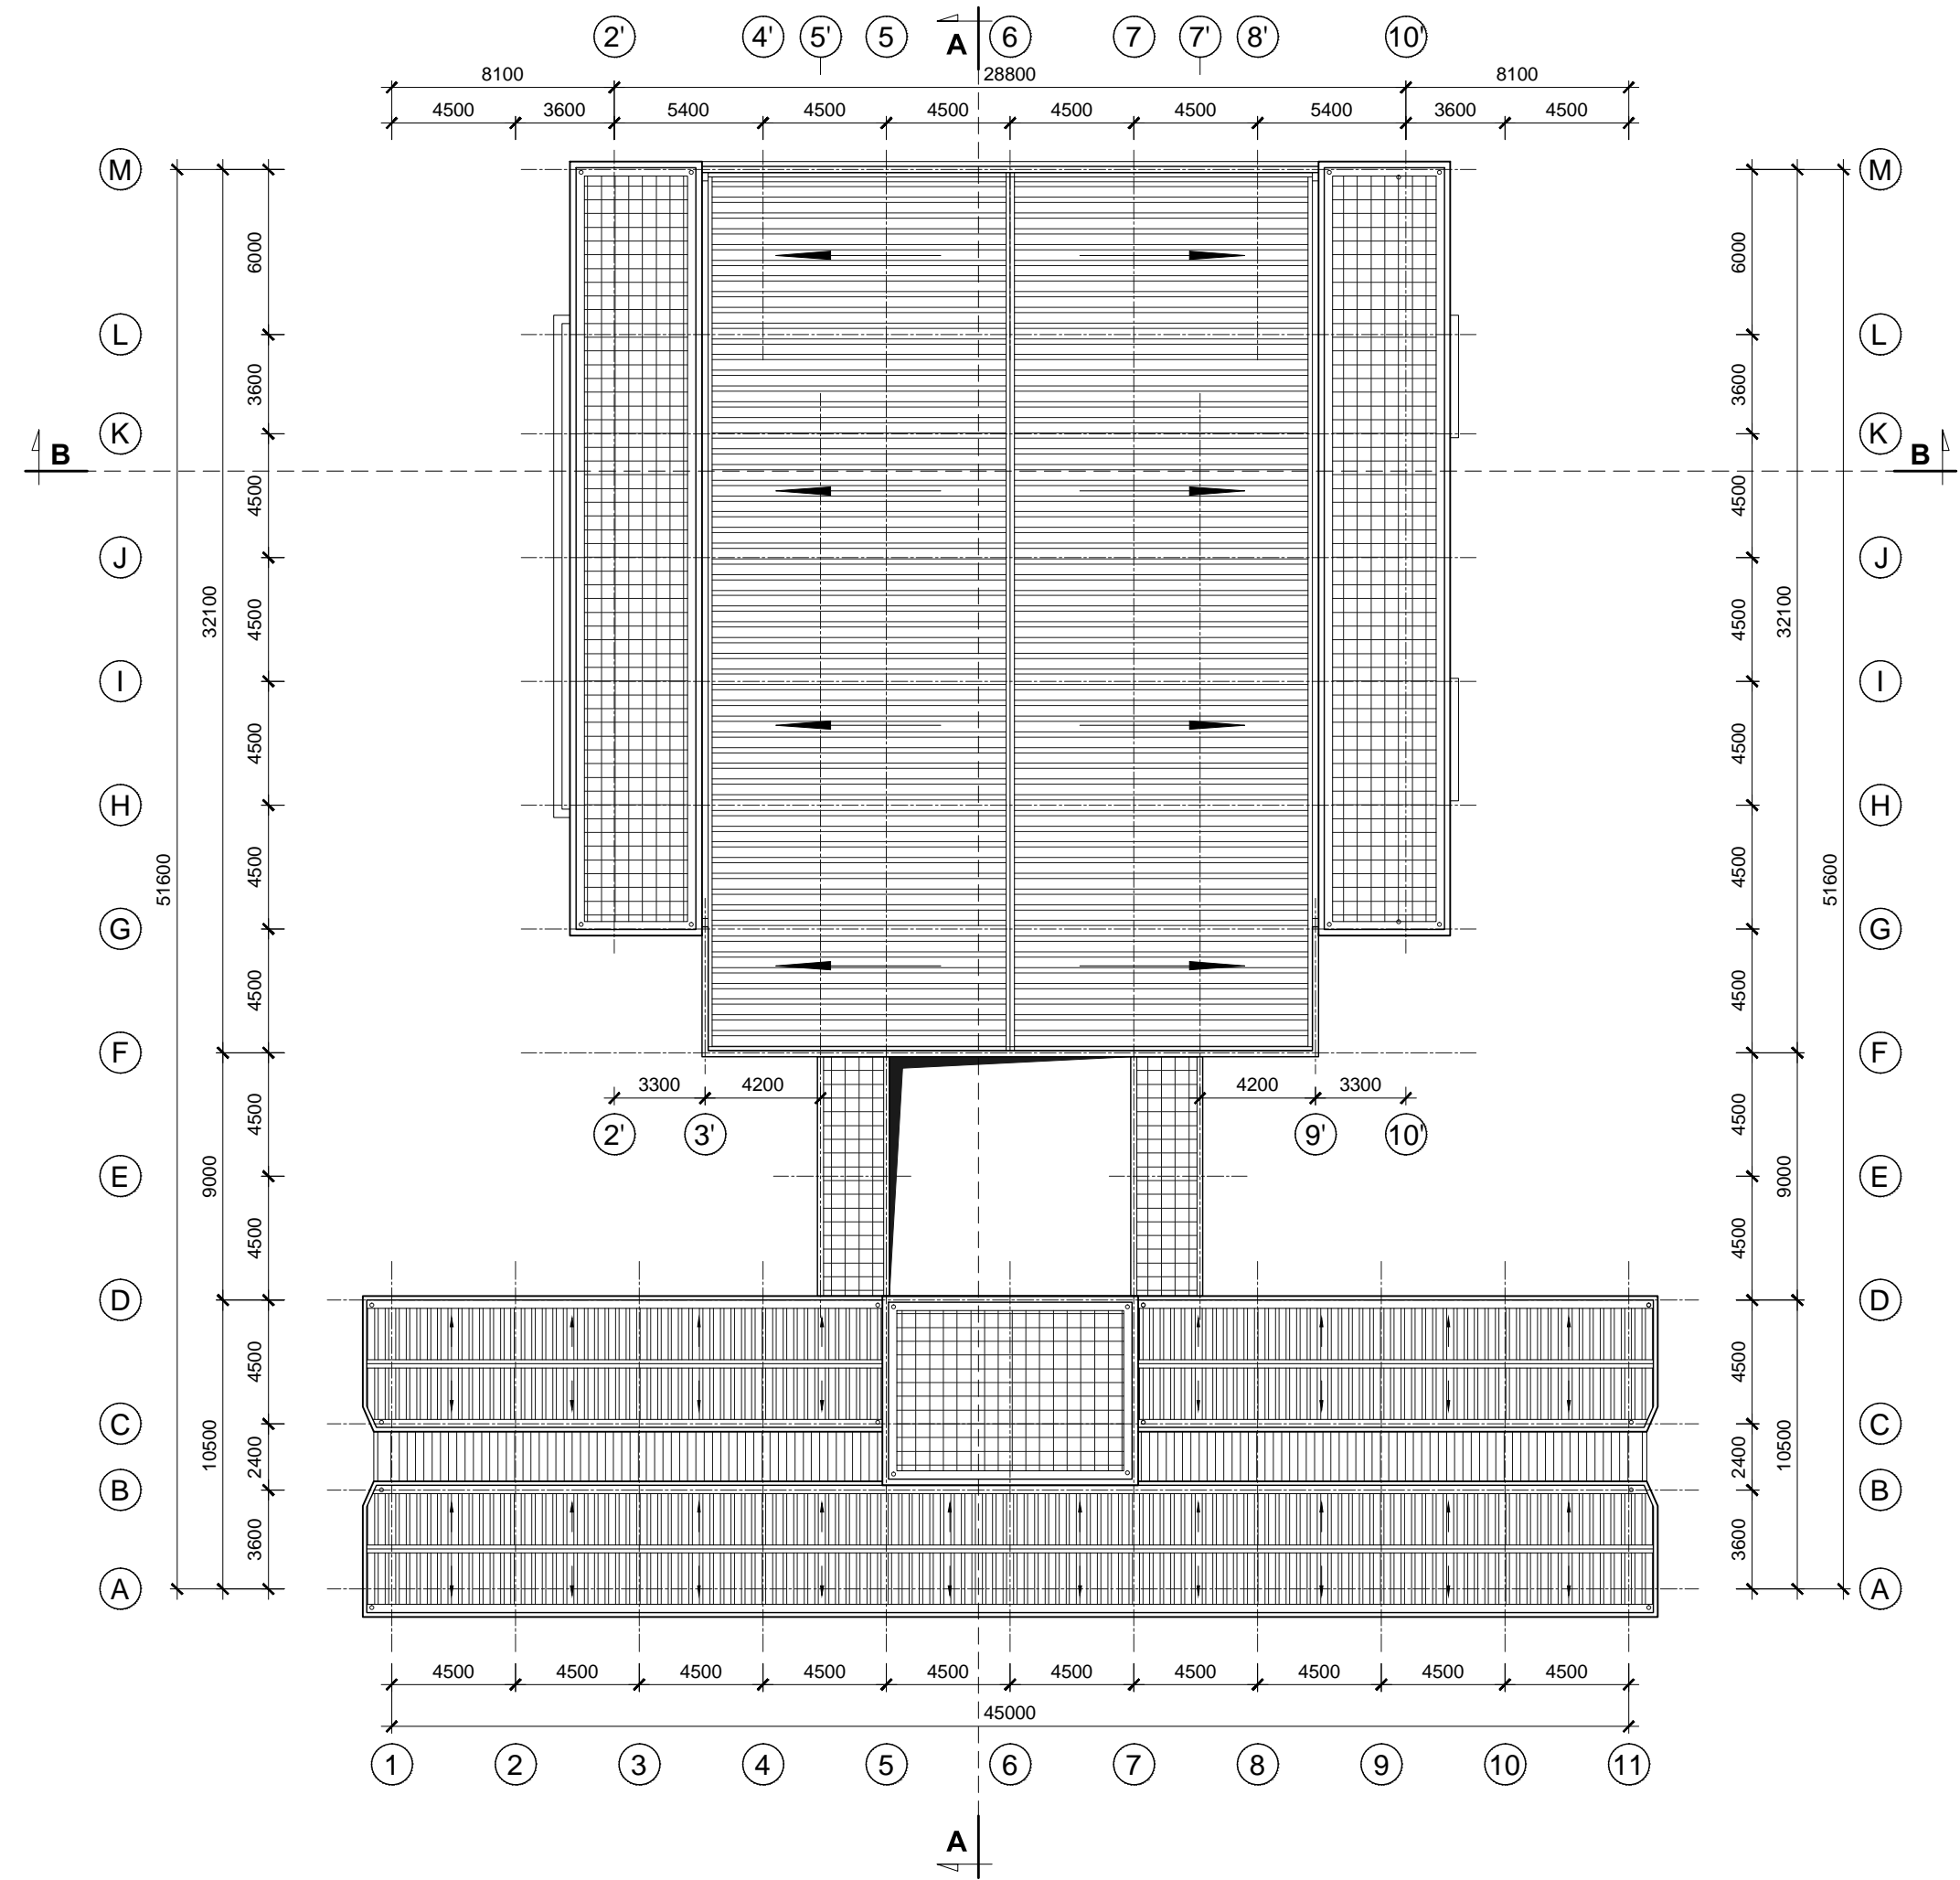 2' 4' 5' 5 A 6 7 7' 8' 10'
8100 28800 8100
4500 3600 5400 4500 4500 4500 4500 5400 3600 4500
M M
6000 6000
L L
3600 3600
K K
B B
4500 4500
J J
32100 4500 4500 32100
I I
4500 4500
H H
51600 4500 4500 51600
G G
4500 4500
F F
3300 4200 4200 3300
4500 4500
2' 3' 9' 10'
E E
9000 9000
4500 4500
D D
4500 4500
C C
10500 2400 2400 10500
B B
3600 3600
A A
4500 4500 4500 4500 4500 4500 4500 4500 4500 4500
45000
1 2 3 4 5 6 7 8 9 10 11
A